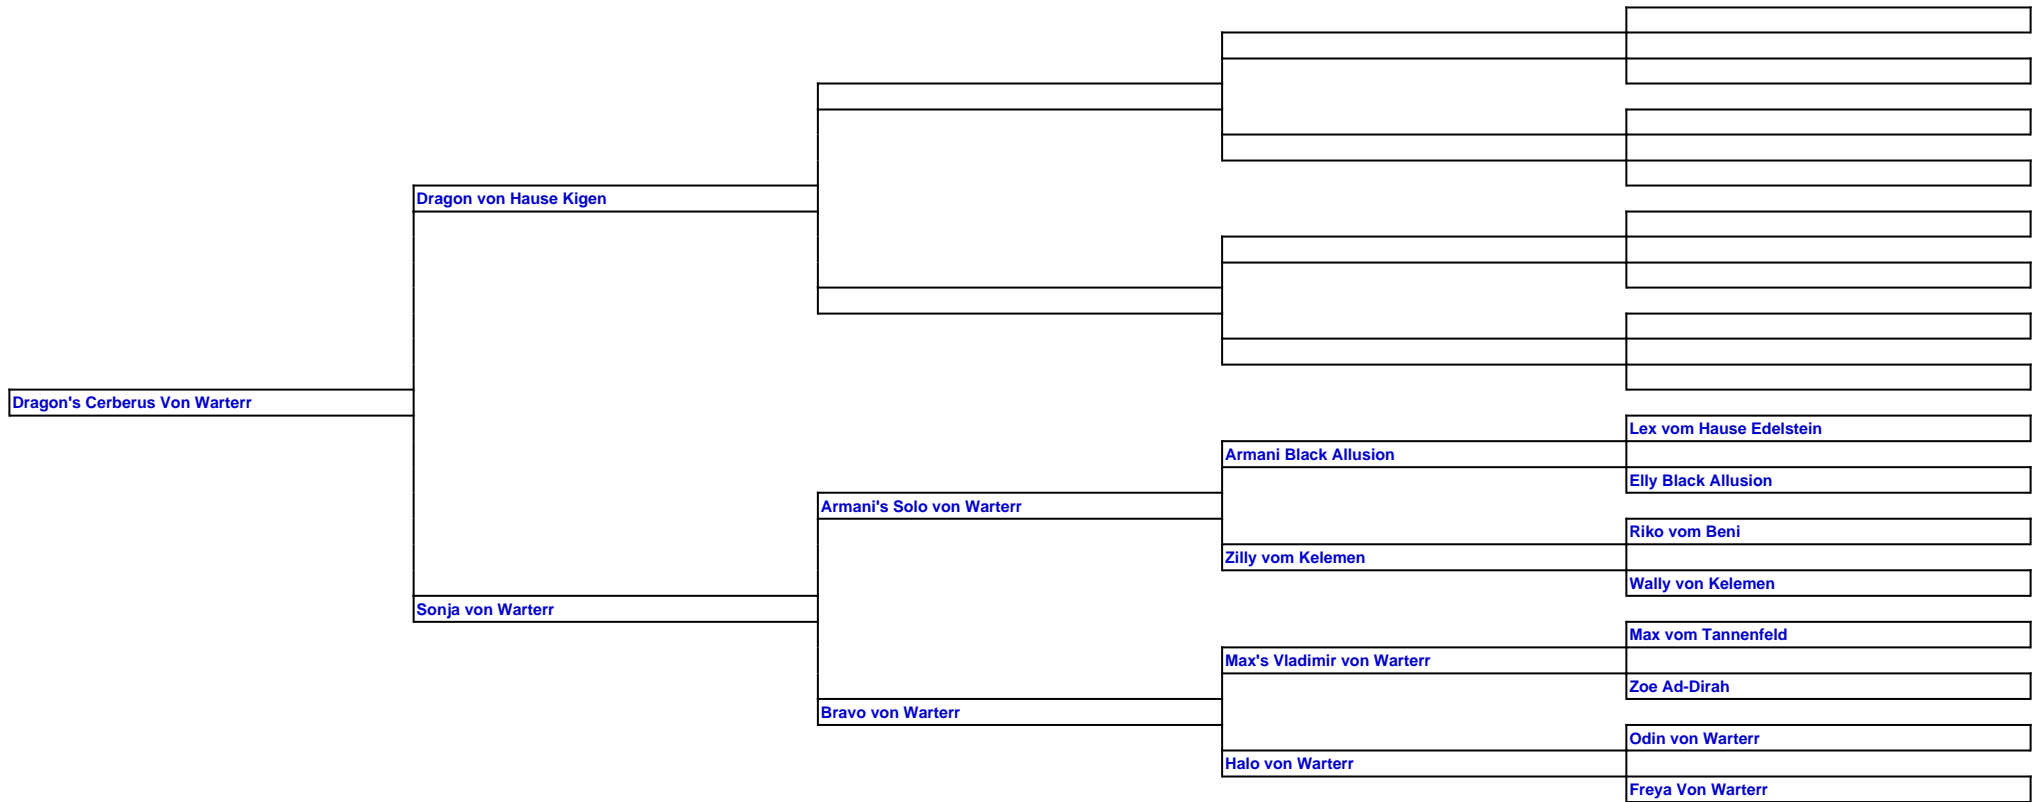 Dragon von Hause Kigen
Dragon's Cerberus Von Warterr
Lex vom Hause Edelstein
Armani Black Allusion
Elly Black Allusion
Armani's Solo von Warterr
Riko vom Beni
Zilly vom Kelemen
Wally von Kelemen
Sonja von Warterr
Max vom Tannenfeld
Max's Vladimir von Warterr
Zoe Ad-Dirah
Bravo von Warterr
Odin von Warterr
Halo von Warterr
Freya Von Warterr